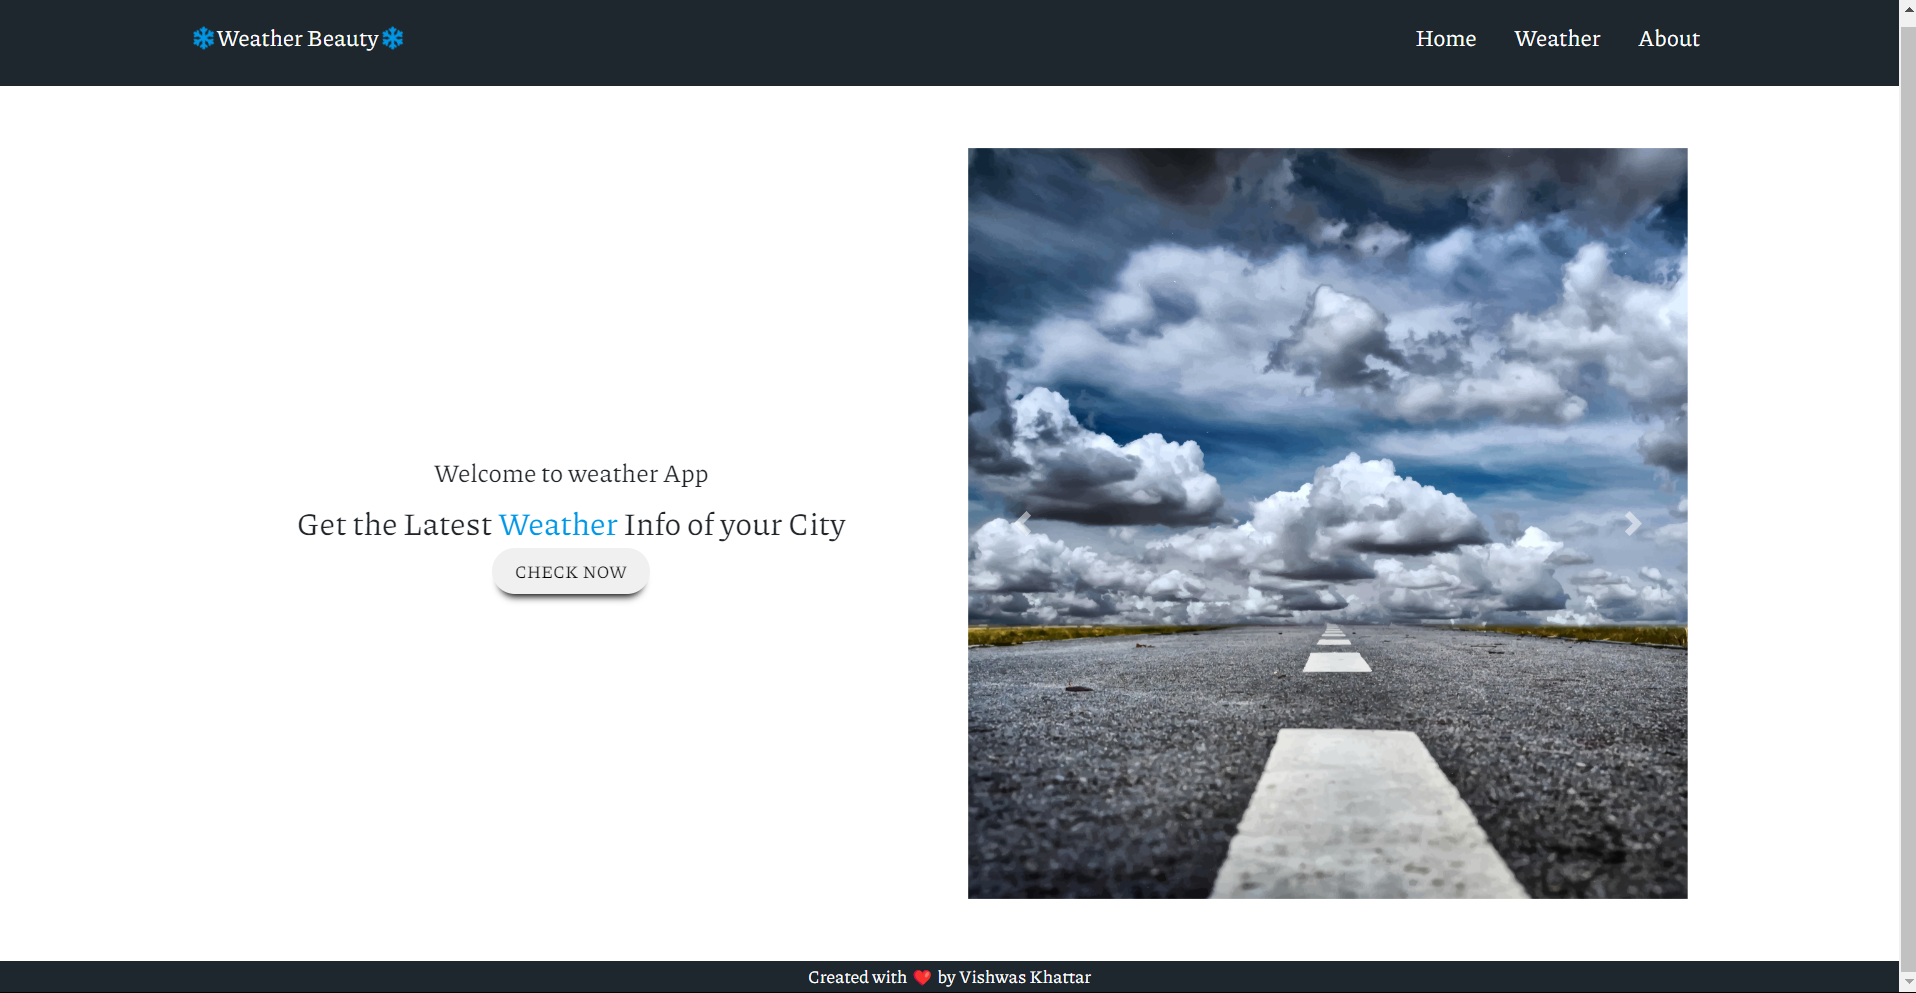 ❄Weather Beauty❄
Home Weather About
Welcome to weather App
Get the Latest Weather Info of your City
CHECK NOW
Created with ❤️ by Vishwas Khattar